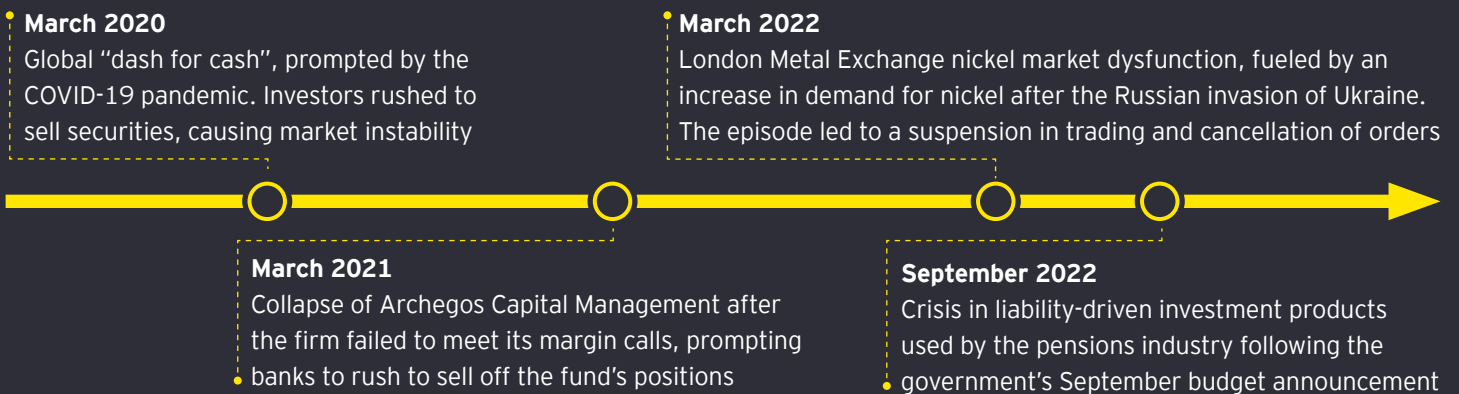 March 2020
Global “dash for cash”, prompted by the
COVID-19 pandemic. Investors rushed to
sell securities, causing market instability
March 2022
London Metal Exchange nickel market dysfunction, fueled by an
increase in demand for nickel after the Russian invasion of Ukraine.
The episode led to a suspension in trading and cancellation of orders
March 2021
Collapse of Archegos Capital Management after
the firm failed to meet its margin calls, prompting
banks to rush to sell off the fund’s positions
September 2022
Crisis in liability-driven investment products
used by the pensions industry following the
government’s September budget announcement